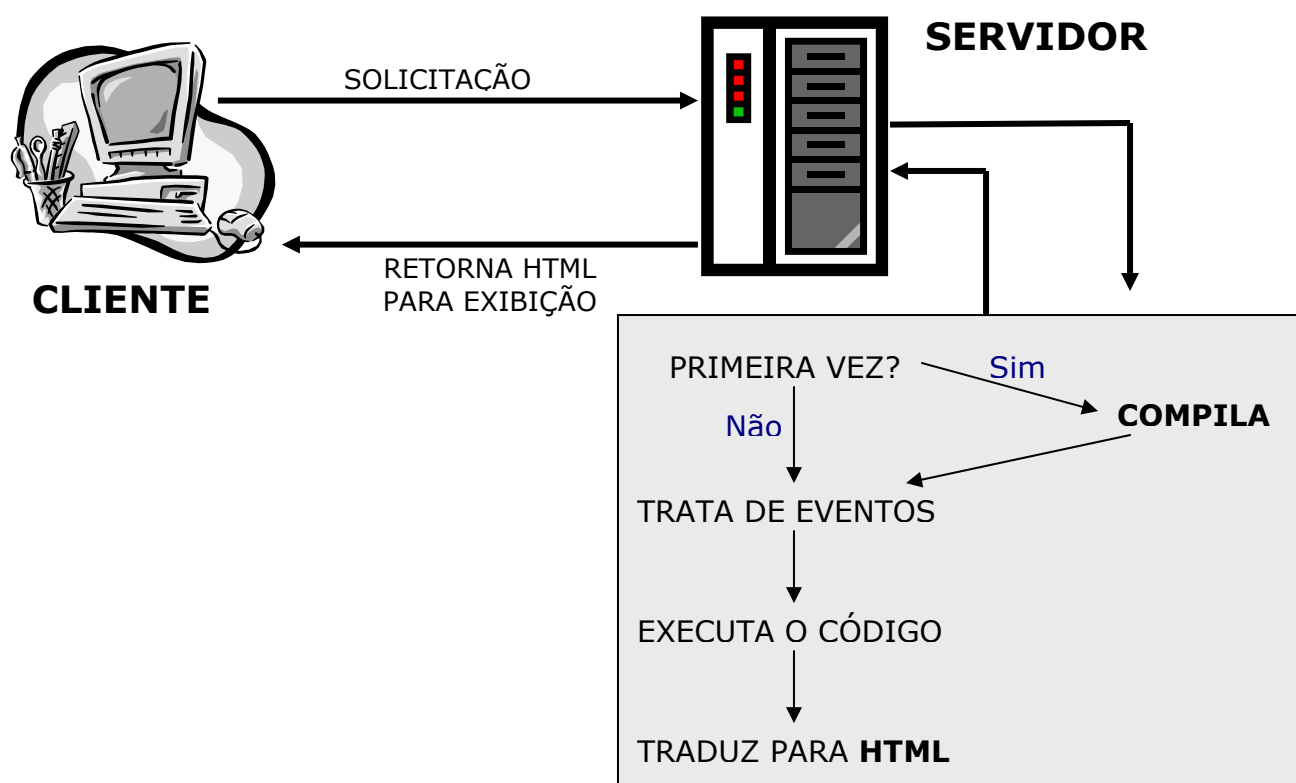 SERVIDOR
SOLICITAÇÃO
RETORNA HTML
PARA EXIBIÇÃO
CLIENTE
PRIMEIRA VEZ?
Sim
COMPILA
Não
TRATA DE EVENTOS
EXECUTA O CÓDIGO
TRADUZ PARA HTML